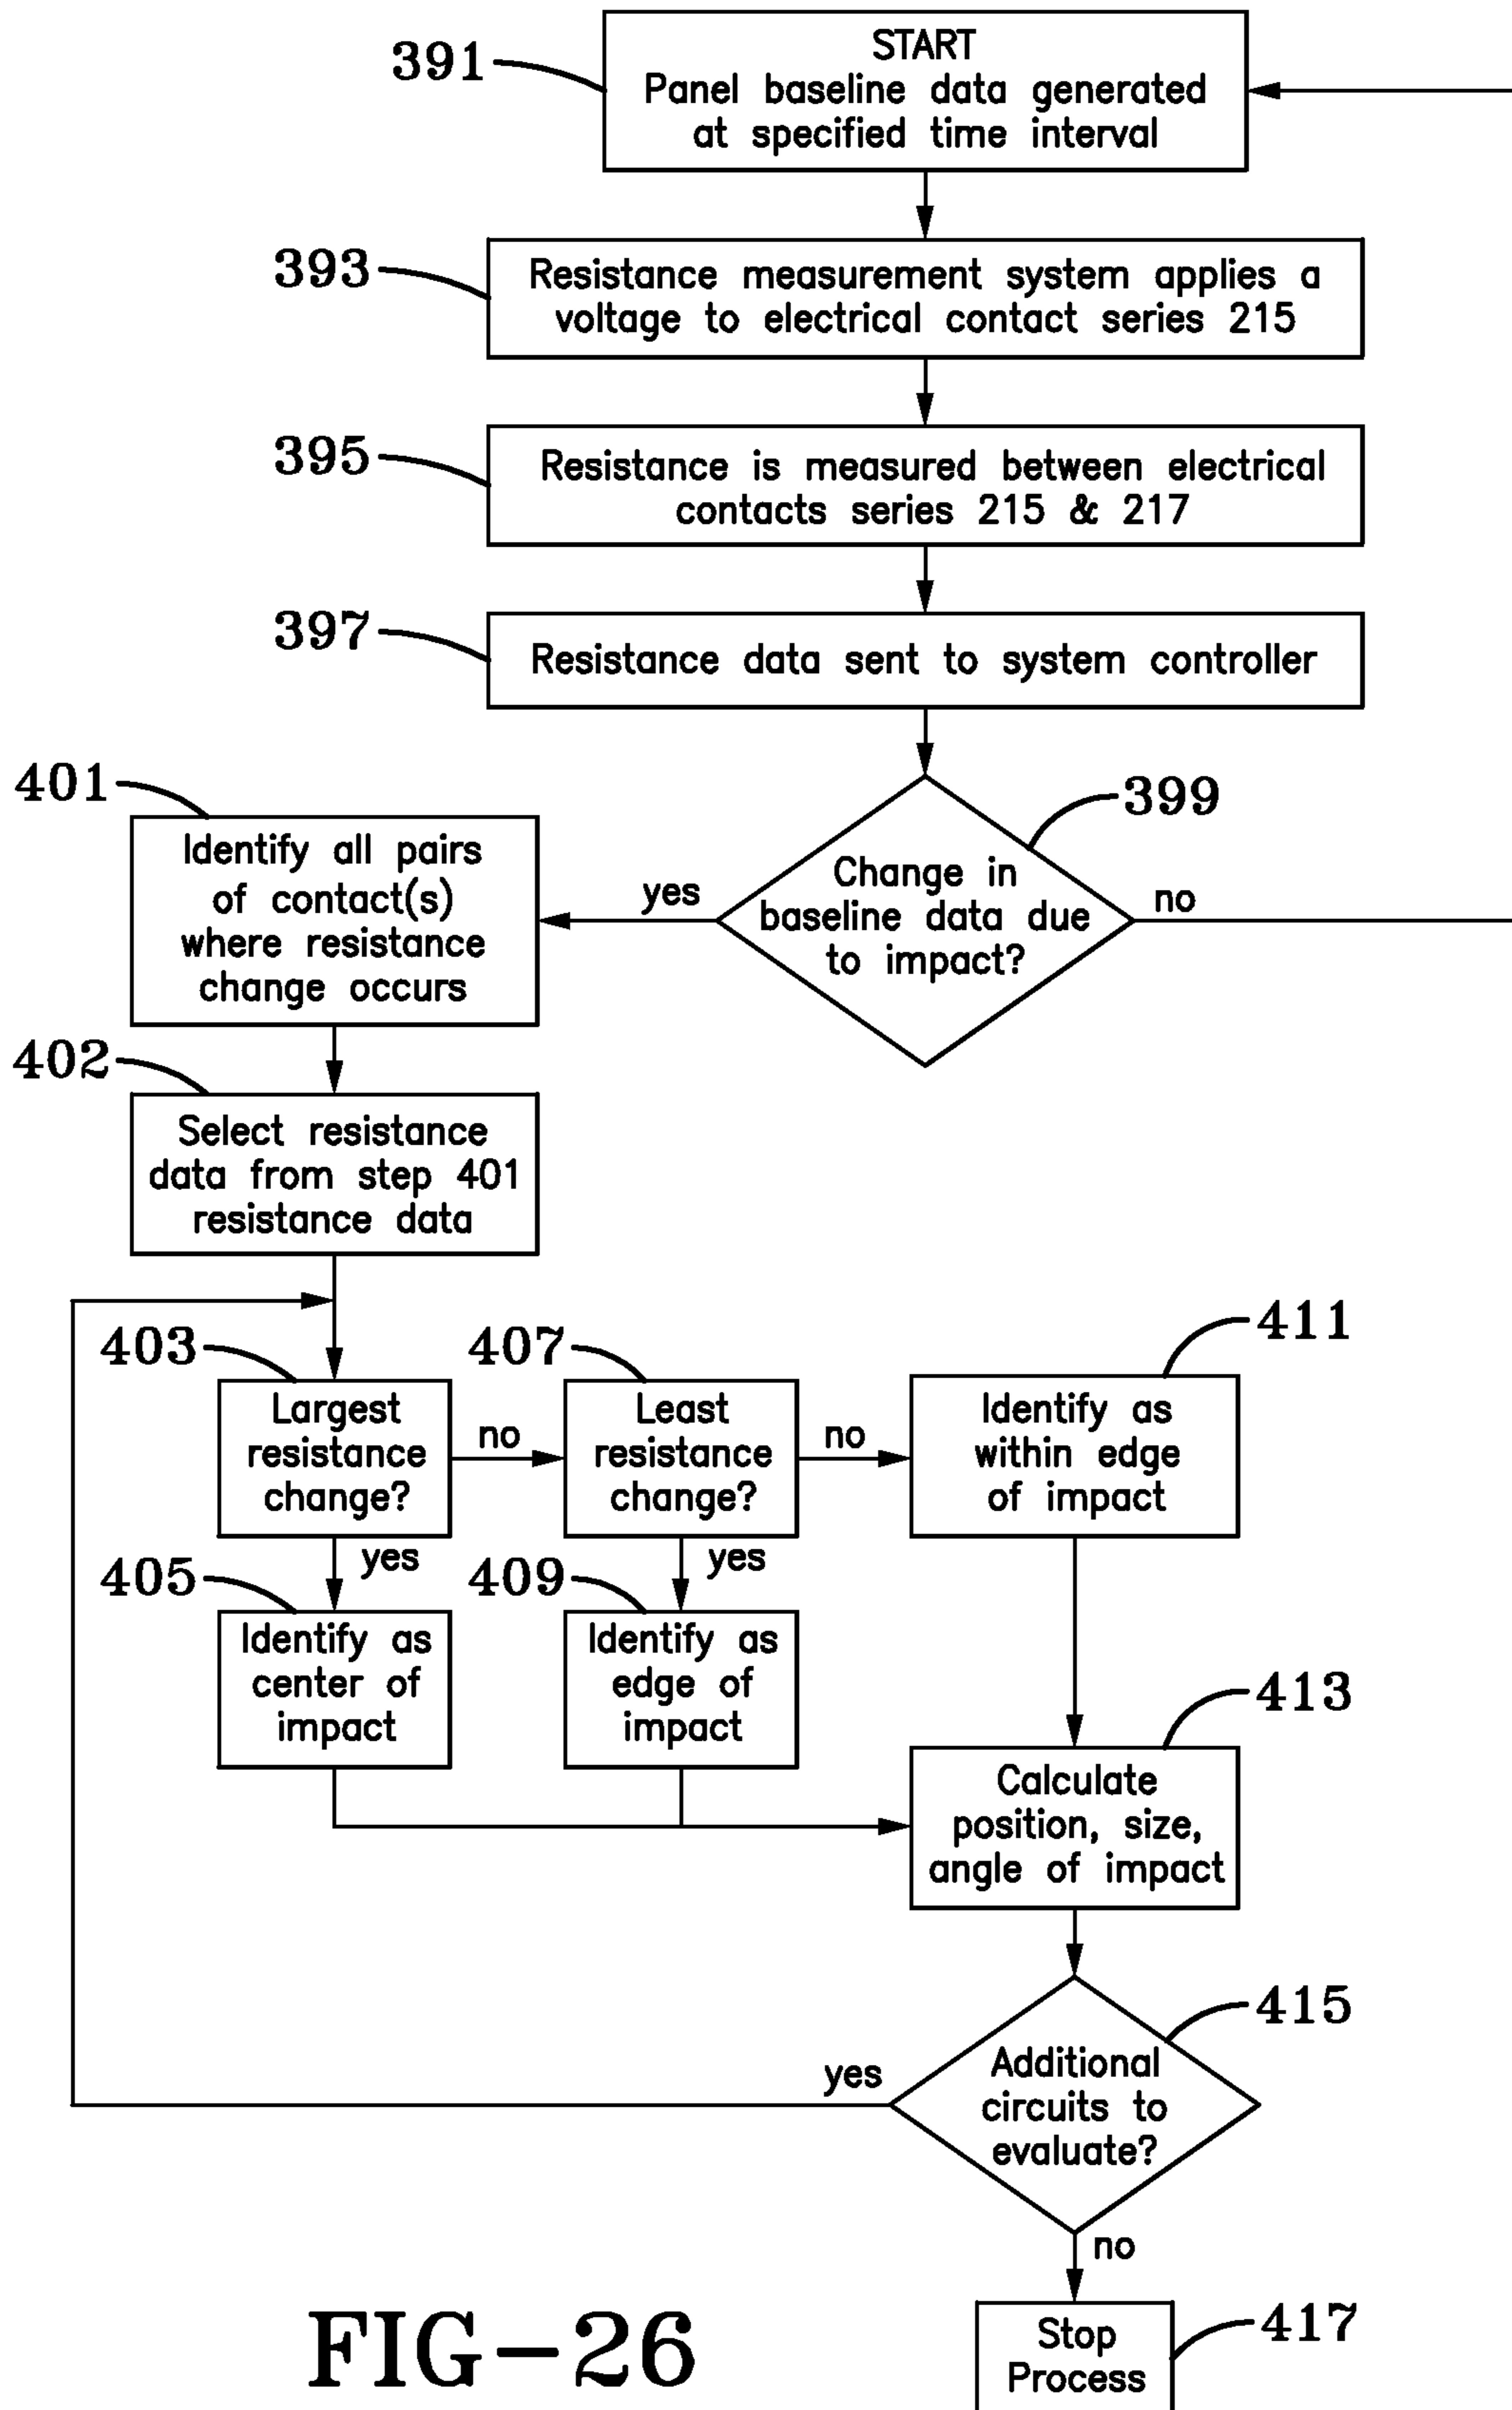 391
START
Panel baseline data generated
at specified time interval
393
Resistance measurement system applies a
voltage to electrical contact series 215
395
Resistance is measured between electrical
contacts series 215 & 217
397
Resistance data sent to system controller
399
Change in
baseline data due
to impact?
yes
no
401
Identify all pairs
of contact(s)
where resistance
change occurs
402
Select resistance
data from step 401
resistance data
403
Largest
resistance
change?
no
yes
407
Least
resistance
change?
no
yes
411
Identify as
within edge
of impact
405
Identify as
center of
impact
409
Identify as
edge of
impact
413
Calculate
position, size,
angle of impact
415
Additional
circuits to
evaluate?
yes
no
417
Stop
Process
FIG-26